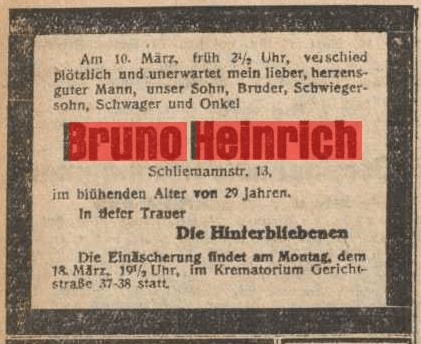 Am 10. März, früh 2½ Uhr, verschied
plötzlich und unerwartet mein lieber, herzens-
guter Mann, unser Sohn, Bruder, Schwieger-
sohn, Schwager und Onkel
Bruno Heinrich
Schliemannstr. 13,
im blühenden Alter von 29 Jahren.
In tiefer Trauer
Die Hinterbliebenen
Die Einäscherung findet am Montag, dem
18. März, 19½ Uhr, im Krematorium Gericht-
straße 37-38 statt.